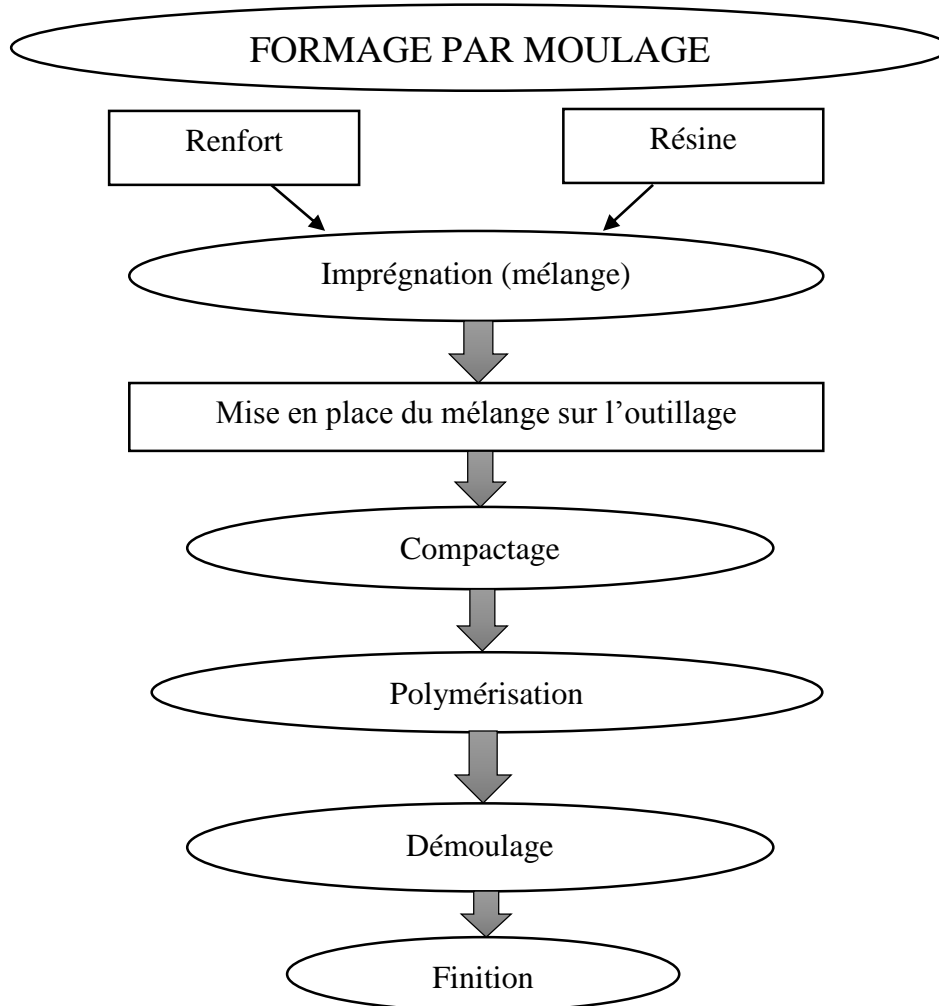 FORMAGE PAR MOULAGE
Renfort
Résine
Imprégnation (mélange)
Mise en place du mélange sur l’outillage
Compactage
Polymérisation
Démoulage
Finition